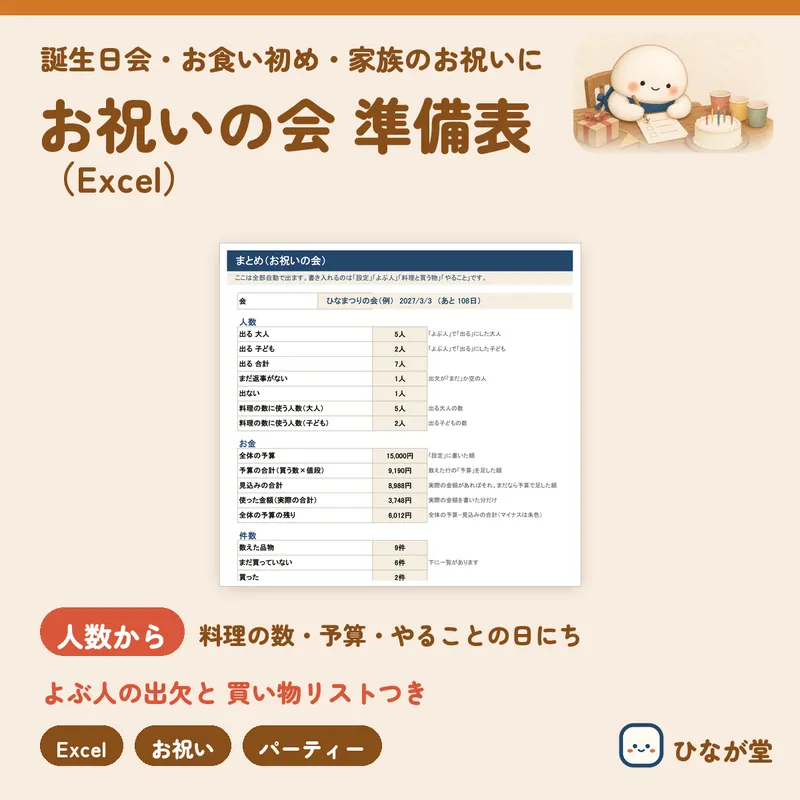 誕生日会・お食い初め・家族のお祝いに
お祝いの会 準備表
（Excel）
まとめ（お祝いの会）
ここは全部自動で出ます。書き入れるのは「設定」「よぶ人」「料理と買う物」「やること」です。
会 ひなまつりの会（例） 2027/3/3 （あと 108日）
人数
出る 大人 5人 「よぶ人」で「出る」にした大人
出る 子ども 2人 「よぶ人」で「出る」にした子ども
出る 合計 7人
まだ返事がない 1人 出欠が「まだ」か空の人
出ない 1人
料理の数に使う人数（大人） 5人 出る大人の数
料理の数に使う人数（子ども） 2人 出る子どもの数
お金
全体の予算 15,000円 「設定」に書いた額
予算の合計（買う数×値段） 9,190円 数えた行の「予算」を足した額
見込みの合計 8,988円 実際の金額があればそれ、まだなら予算で足した額
使った金額（実際の合計） 3,748円 実際の金額を書いた分だけ
全体の予算の残り 6,012円 全体の予算−見込みの合計（マイナスは朱色）
件数
数えた品物 9件
まだ買っていない 6件 下に一覧があります
買った 2件
人数から 料理の数・予算・やることの日にち
よぶ人の出欠と 買い物リストつき
Excel お祝い パーティー
ひなが堂